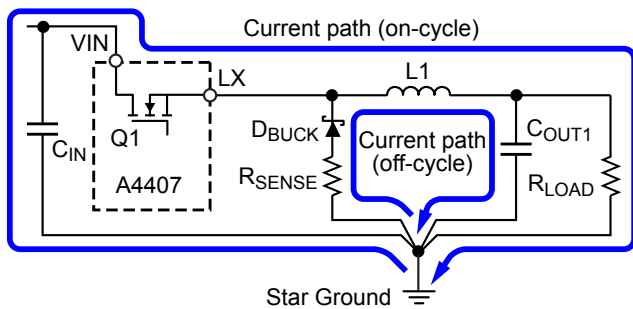 Current path (on-cycle)
VIN
LX
L1
Q1
CIN
A4407
DBUCK
RSENSE
Current path
(off-cycle)
COUT1
RLOAD
Star Ground